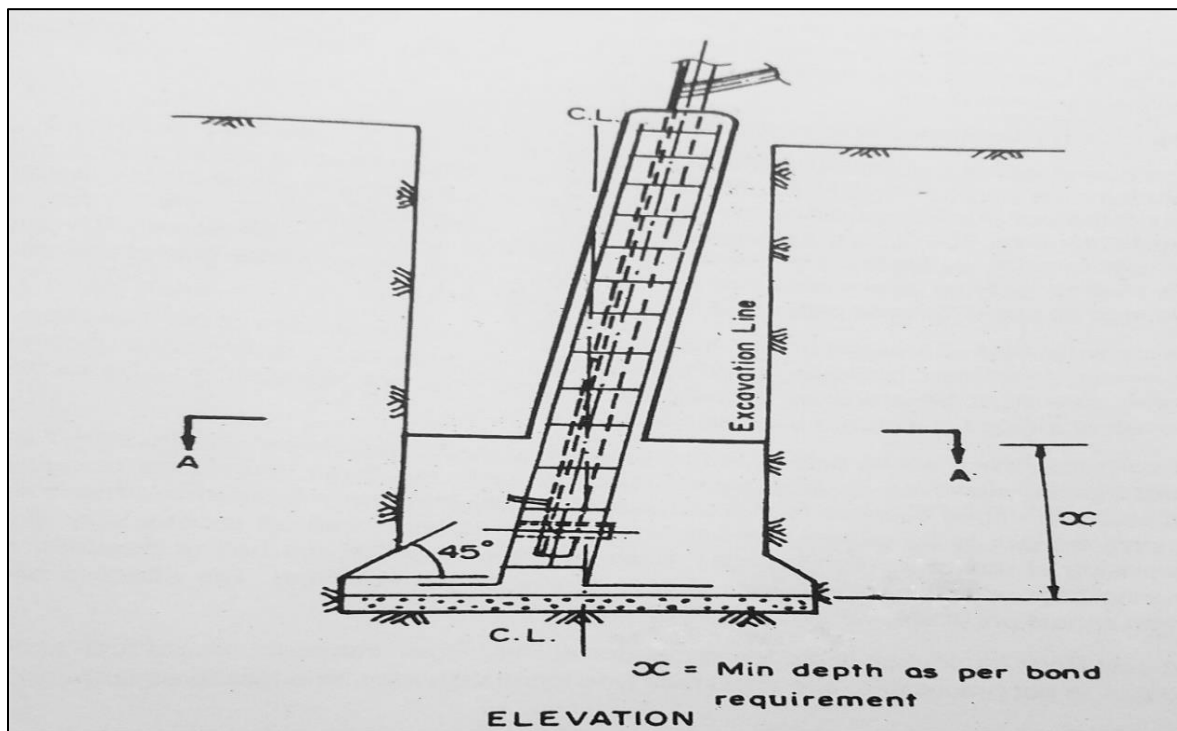 C.L.
Excavation Line
A
A
x
45°
C.L.
x = Min depth as per bond
requirement
ELEVATION